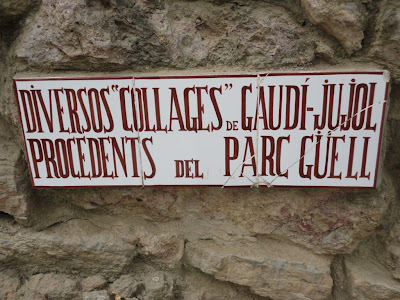 DIVERSOS "COLLAGES" DE GAUDÍ-JUJOL
PROCEDENTS DEL PARC GÜELL